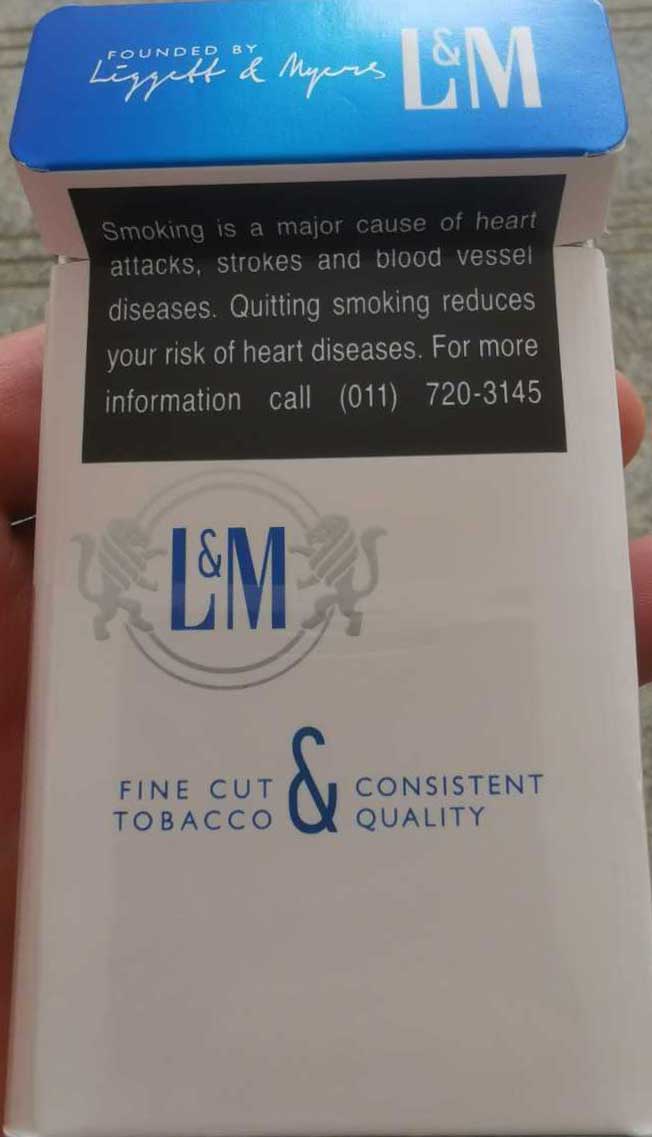 FOUNDED BY
Liggett & Myers
L&M
Smoking is a major cause of heart
attacks, strokes and blood vessel
diseases. Quitting smoking reduces
your risk of heart diseases. For more
information call (011) 720-3145
L&M
FINE CUT & CONSISTENT
TOBACCO QUALITY